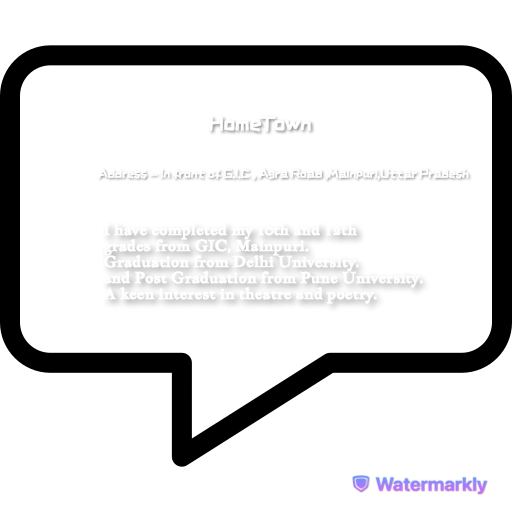 HomeTown
Address - In front of G.I.C , Agra Road ,Mainpuri,Uttar Pradesh
I have completed my 10th and 12th
grades from GIC, Mainpuri.
Graduation from Delhi University.
and Post Graduation from Pune University.
A keen interest in theatre and poetry.
Watermarkly